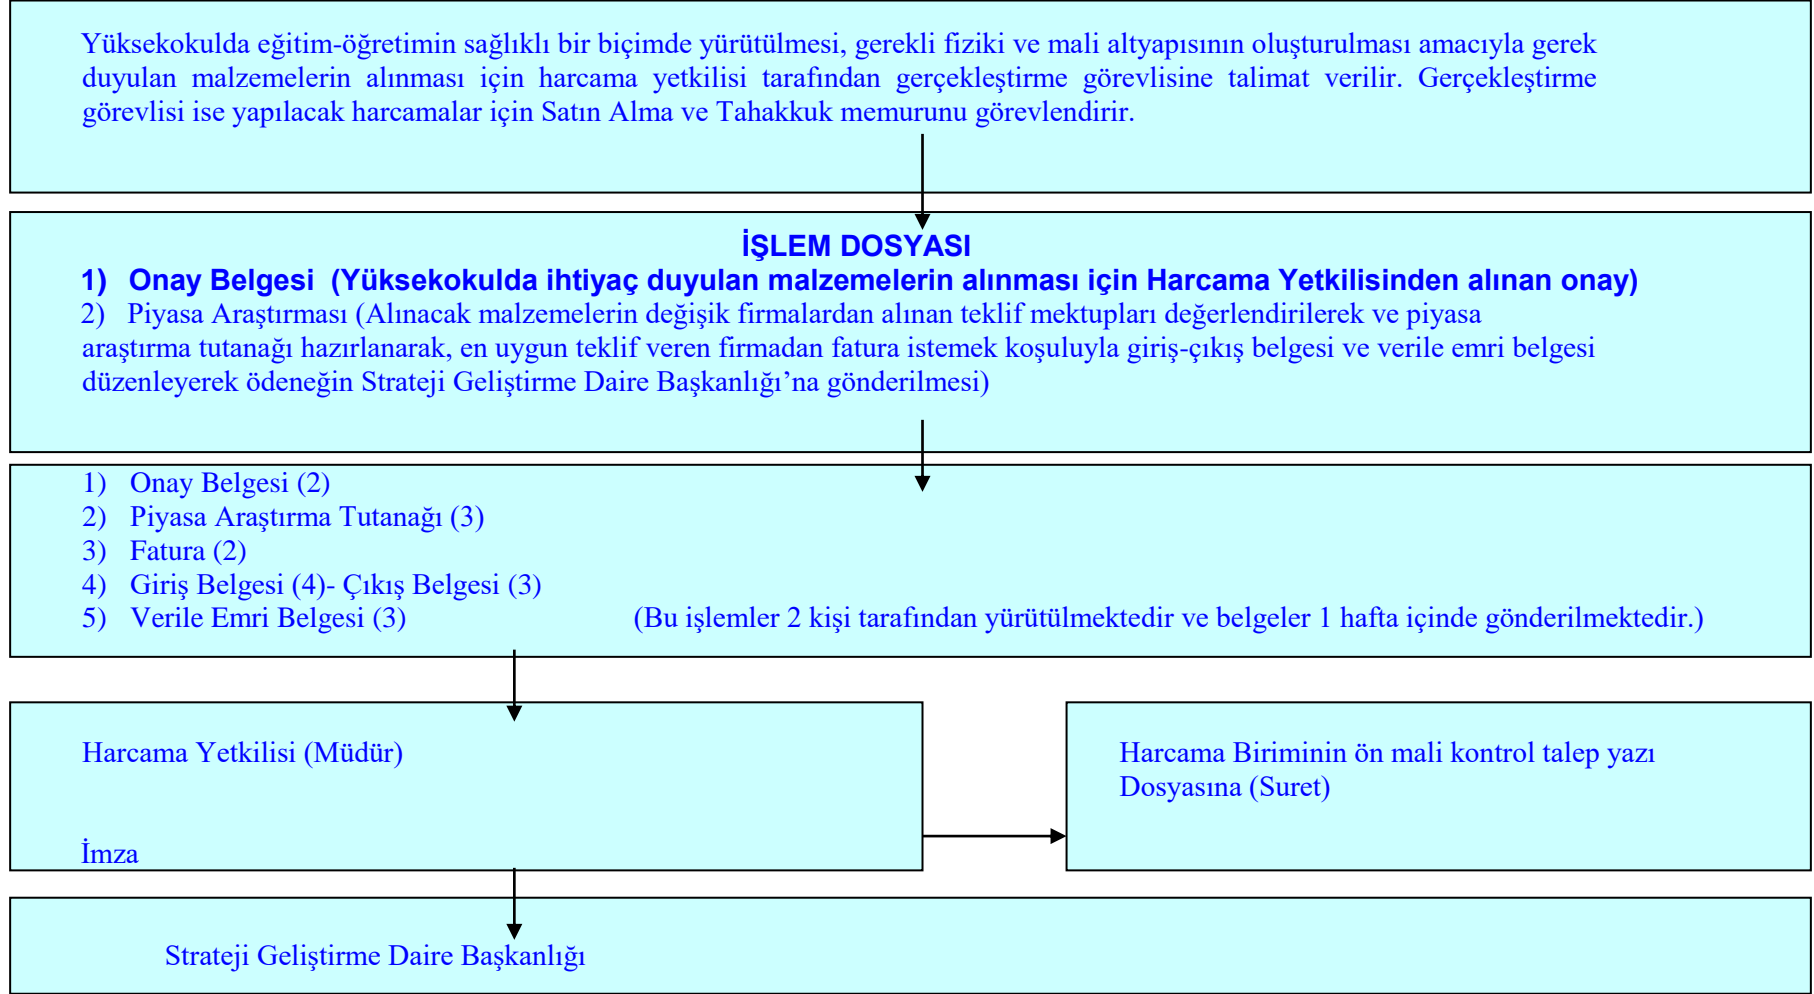 Yüksekokulda eğitim-öğretimin sağlıklı bir biçimde yürütülmesi, gerekli fiziki ve mali altyapısının oluşturulması amacıyla gerek
duyulan malzemelerin alınması için harcama yetkilisi tarafından gerçekleştirme görevlisine talimat verilir. Gerçekleştirme
görevlisi ise yapılacak harcamalar için Satın Alma ve Tahakkuk memurunu görevlendirir.
İŞLEM DOSYASI
1) Onay Belgesi (Yüksekokulda ihtiyaç duyulan malzemelerin alınması için Harcama Yetkilisinden alınan onay)
2) Piyasa Araştırması (Alınacak malzemelerin değişik firmalardan alınan teklif mektupları değerlendirilerek ve piyasa
araştırma tutanağı hazırlanarak, en uygun teklif veren firmadan fatura istemek koşuluyla giriş-çıkış belgesi ve verile emri belgesi
düzenleyerek ödeneğin Strateji Geliştirme Daire Başkanlığı’na gönderilmesi)
1) Onay Belgesi (2)
2) Piyasa Araştırma Tutanağı (3)
3) Fatura (2)
4) Giriş Belgesi (4)- Çıkış Belgesi (3)
5) Verile Emri Belgesi (3) (Bu işlemler 2 kişi tarafından yürütülmektedir ve belgeler 1 hafta içinde gönderilmektedir.)
Harcama Yetkilisi (Müdür)
İmza
Harcama Biriminin ön mali kontrol talep yazı
Dosyasına (Suret)
Strateji Geliştirme Daire Başkanlığı